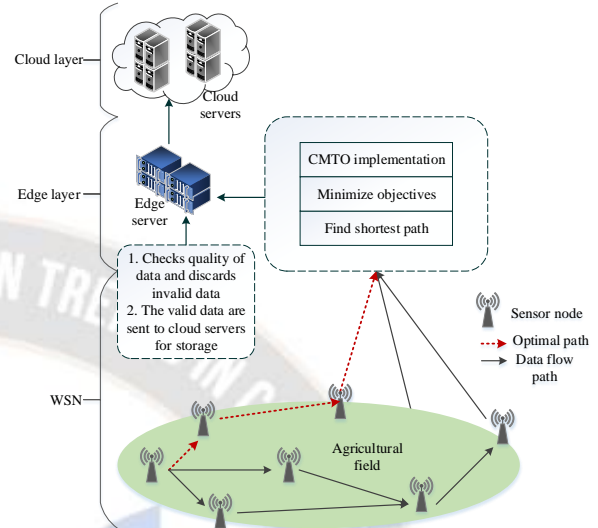 Cloud layer
Cloud
servers
CMTO implementation
Minimize objectives
Find shortest path
Edge layer
Edge
server
1. Checks quality of
data and discards
invalid data
2. The valid data are
sent to cloud servers
for storage
Sensor node
Optimal path
Data flow
path
WSN
Agricultural
field